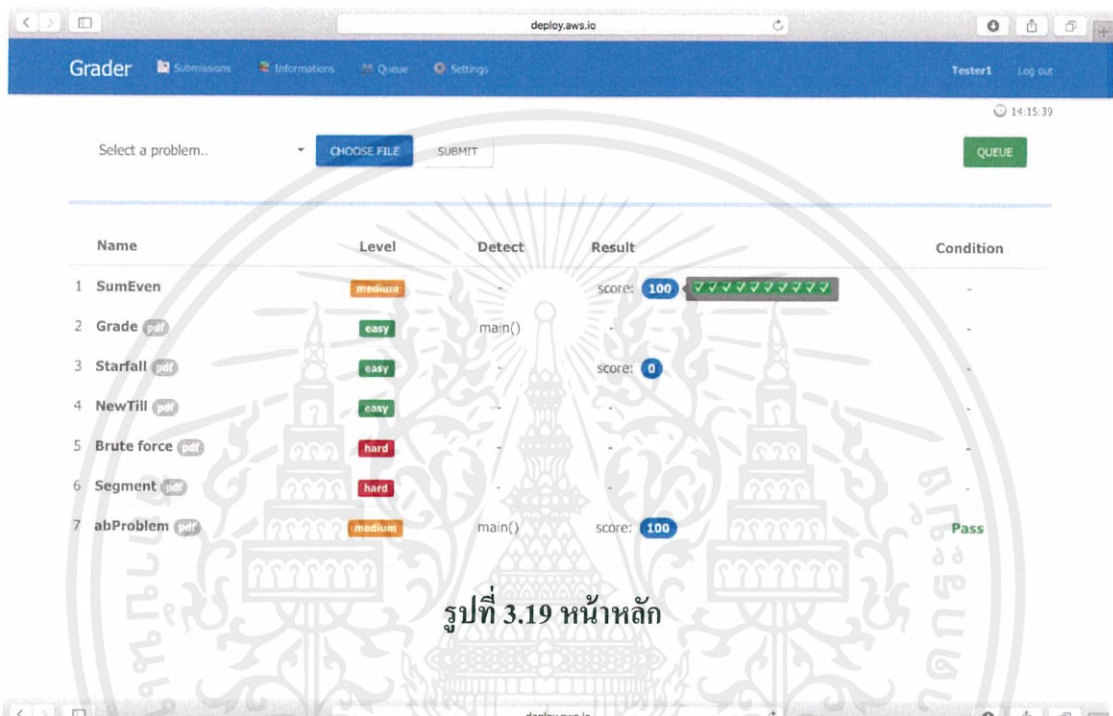 deploy.aws.io
Grader Submissions Informations Queue Settings Tester1 Log out
14:15:39
Select a problem.. CHOOSE FILE SUBMIT QUEUE
Name Level Detect Result Condition
1 SumEven medium - score: 100 -
2 Grade pdf easy main() - -
3 Starfall pdf easy - score: 0 -
4 NewTill pdf easy - - -
5 Brute force pdf hard - - -
6 Segment pdf hard - - -
7 abProblem pdf medium main() score: 100 Pass
รูปที่ 3.19 หน้าหลัก
deploy.aws.io